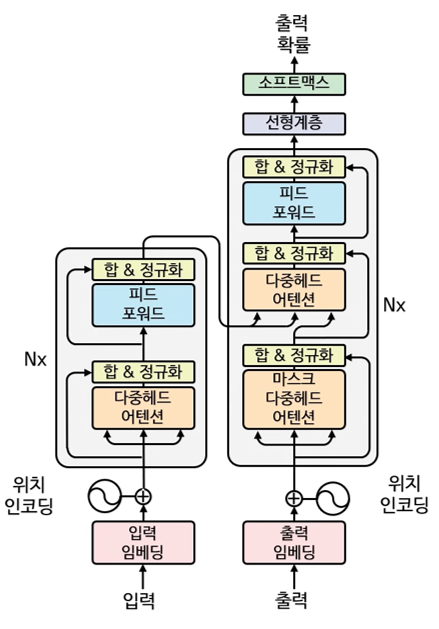 출력
확률
소프트맥스
선형계층
합 & 정규화
피드
포워드
합 & 정규화
다중헤드
어텐션
Nx
합 & 정규화
마스크
다중헤드
어텐션
합 & 정규화
피드
포워드
Nx
합 & 정규화
다중헤드
어텐션
위치
인코딩
위치
인코딩
입력
임베딩
출력
임베딩
입력
출력